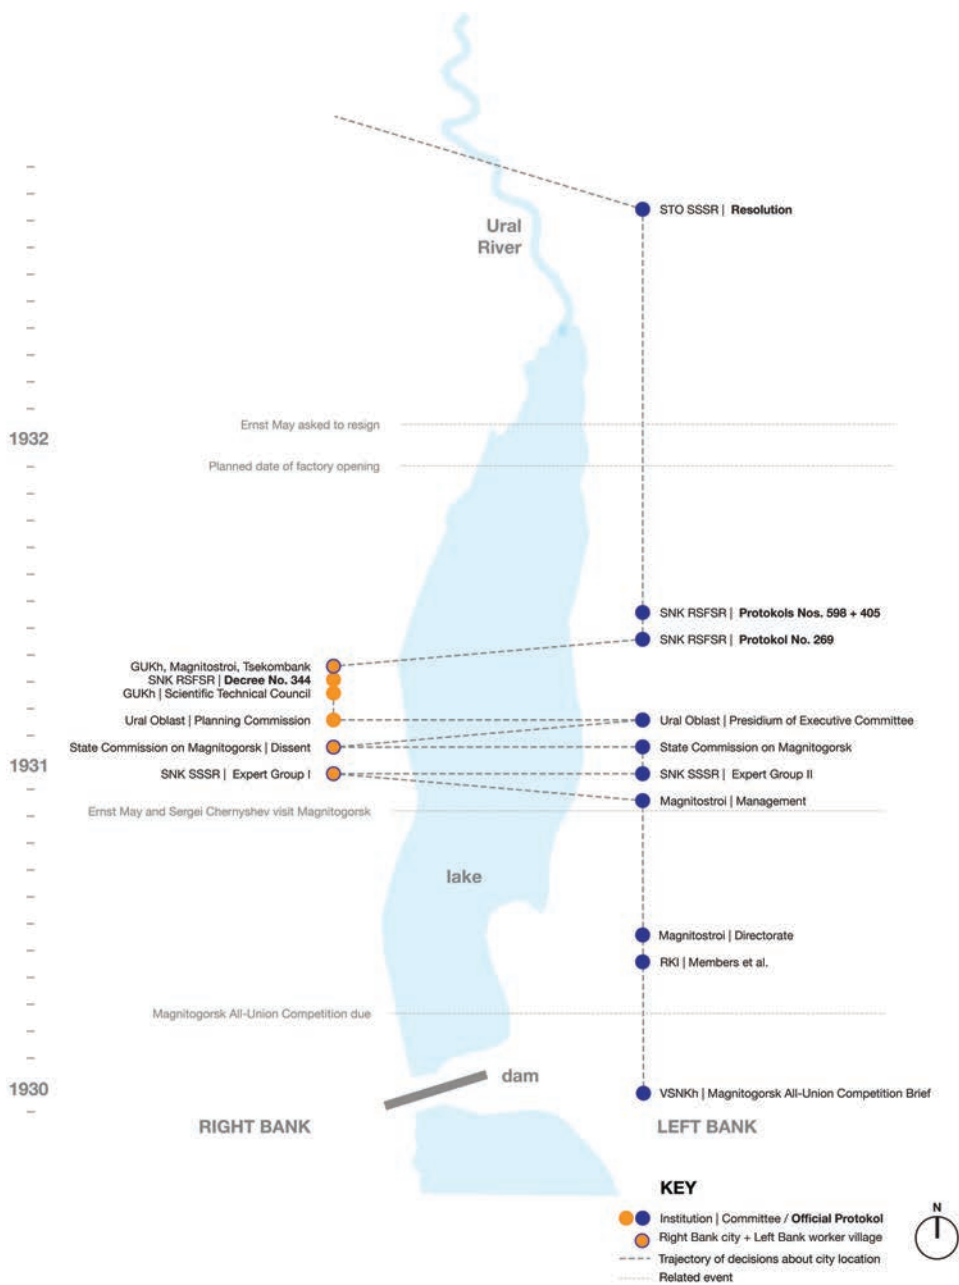 STO SSSR | Resolution
Ural
River
Ernst May asked to resign
1932
Planned date of factory opening
SNK RSFSR | Protokols Nos. 598 + 405
SNK RSFSR | Protokol No. 269
GUKh, Magnitostroi, Tsekombank
SNK RSFSR | Decree No. 344
GUKh | Scientific Technical Council
Ural Oblast | Planning Commission
Ural Oblast | Presidium of Executive Committee
State Commission on Magnitogorsk | Dissent
State Commission on Magnitogorsk
1931
SNK SSSR | Expert Group I
SNK SSSR | Expert Group II
Magnitostroi | Management
Ernst May and Sergei Chernyshev visit Magnitogorsk
lake
Magnitostroi | Directorate
RKI | Members et al.
Magnitogorsk All-Union Competition due
dam
1930
VSNKh | Magnitogorsk All-Union Competition Brief
RIGHT BANK
LEFT BANK
KEY
Institution | Committee / Official Protokol
Right Bank city + Left Bank worker village
Trajectory of decisions about city location
Related event
N